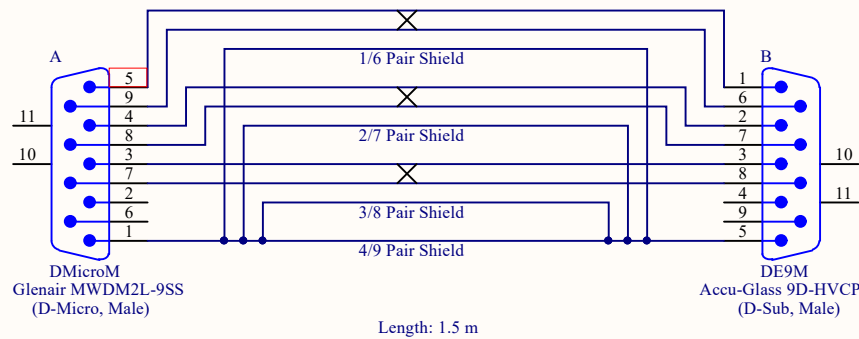 A
B
1/6 Pair Shield
2/7 Pair Shield
3/8 Pair Shield
4/9 Pair Shield
5
9
4
8
3
7
2
6
1
11
10
1
6
2
7
3
8
4
9
5
10
11
DMicroM
Glenair MWDM2L-9SS
(D-Micro, Male)
DE9M
Accu-Glass 9D-HVCP
(D-Sub, Male)
Length: 1.5 m